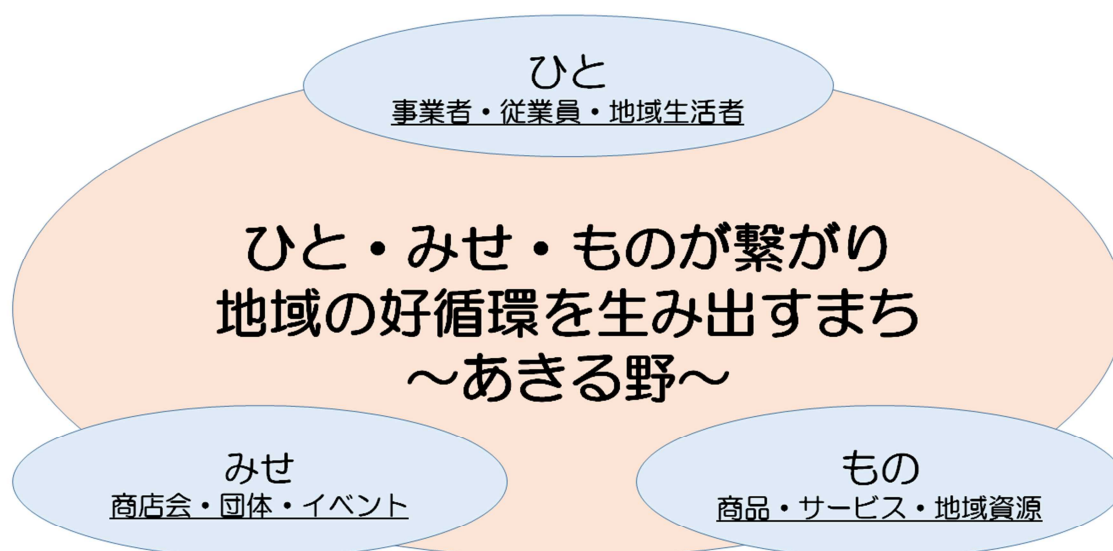 ひと
事業者・従業員・地域生活者
ひと・みせ・ものが繋がり
地域の好循環を生み出すまち
～あきる野～
みせ
商店会・団体・イベント
もの
商品・サービス・地域資源